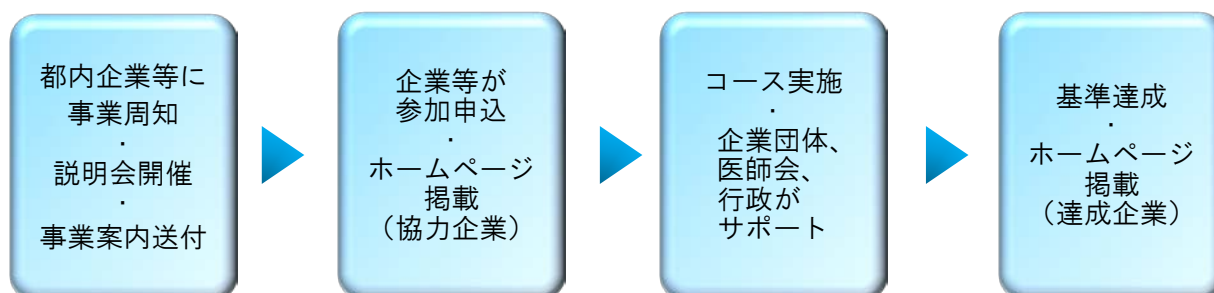 都内企業等に
事業周知
・
説明会開催
・
事業案内送付
企業等が
参加申込
・
ホームページ
掲載
（協力企業）
コース実施
・
企業団体、
医師会、
行政が
サポート
基準達成
・
ホームページ
掲載
（達成企業）